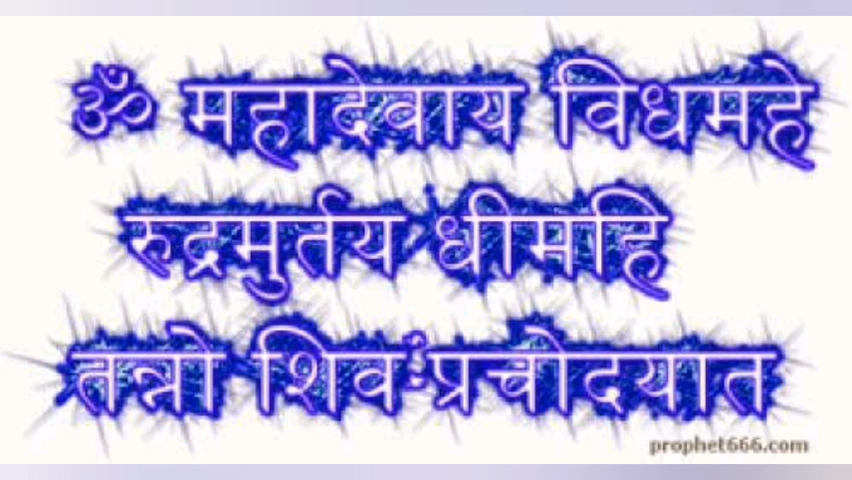 ॐ महादेवाय विधमहे
रुद्रमुर्तय धीमहि
तन्नो शिवः प्रचोदयात
prophet666.com